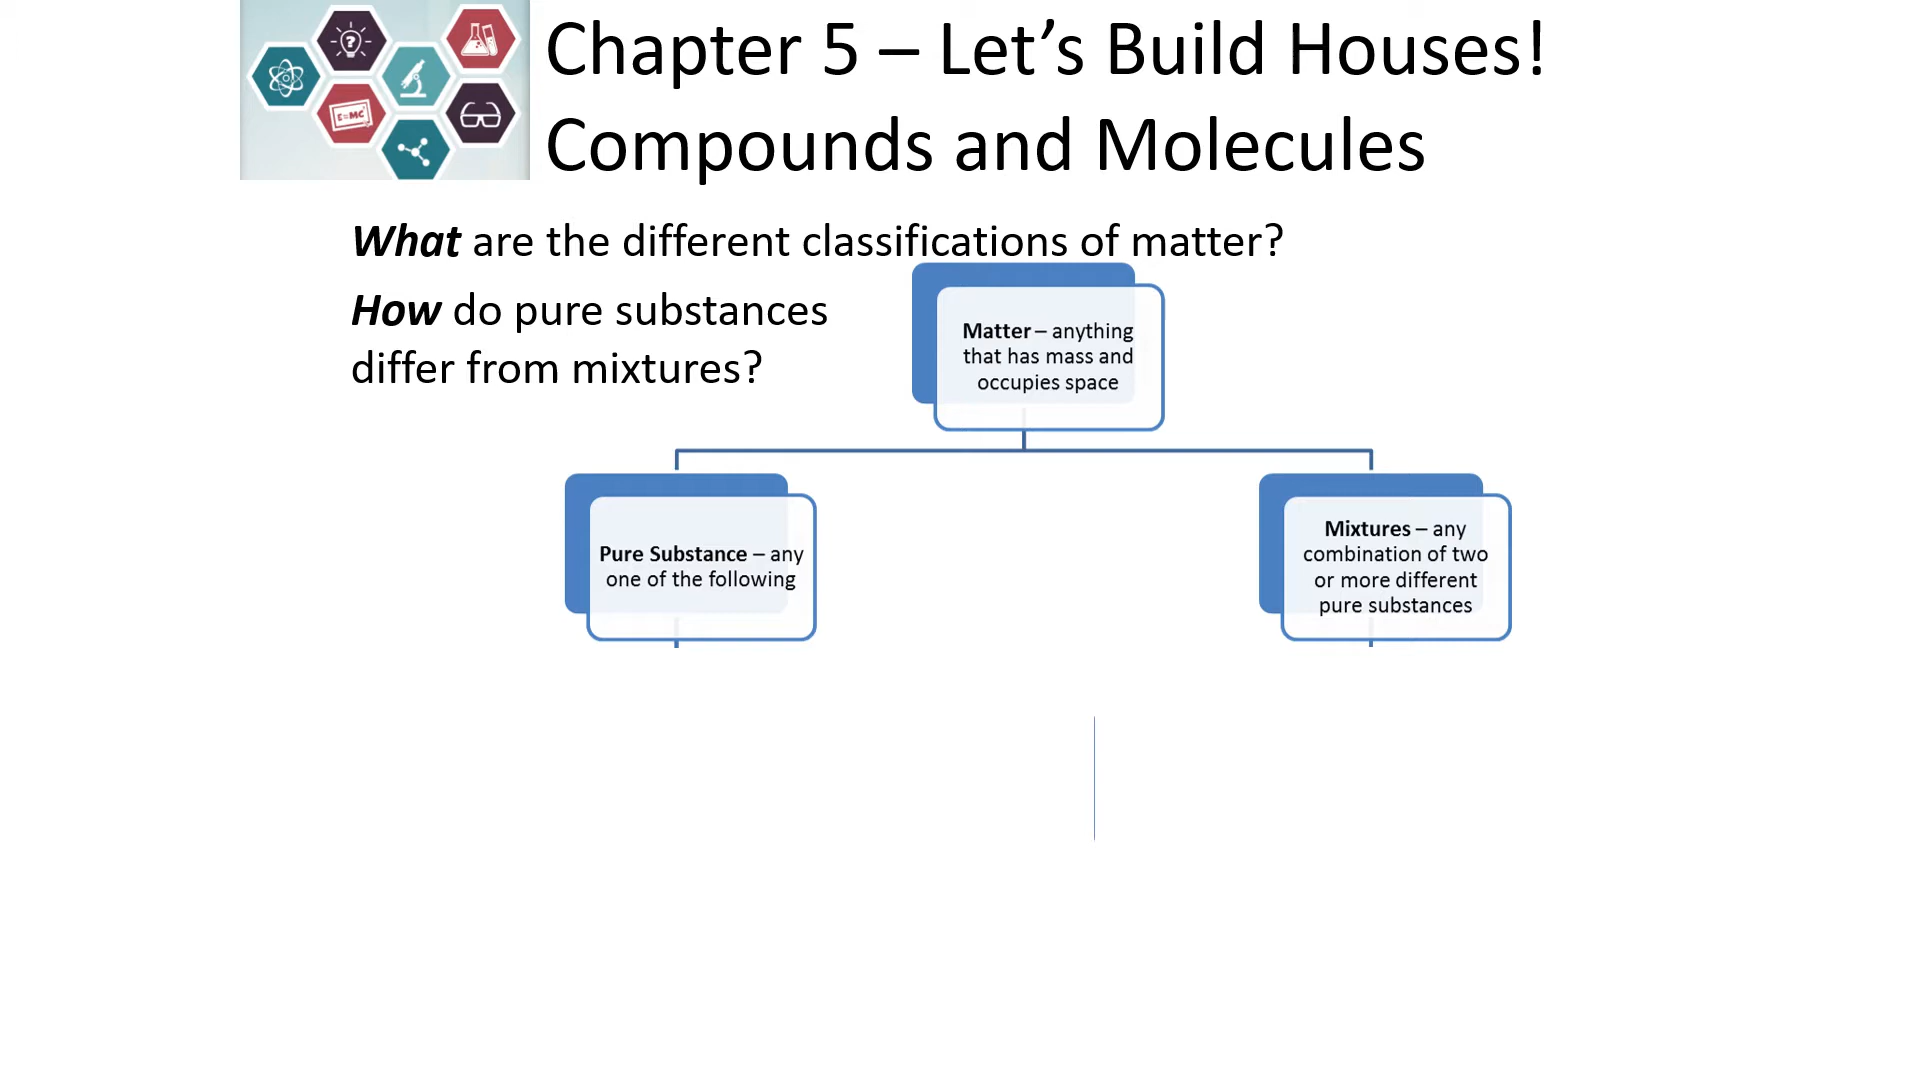 Chapter 5 – Let’s Build Houses!
Compounds and Molecules
E=MC²
What are the different classifications of matter?
How do pure substances
differ from mixtures?
Matter – anything
that has mass and
occupies space
Pure Substance – any
one of the following
Mixtures – any
combination of two
or more different
pure substances